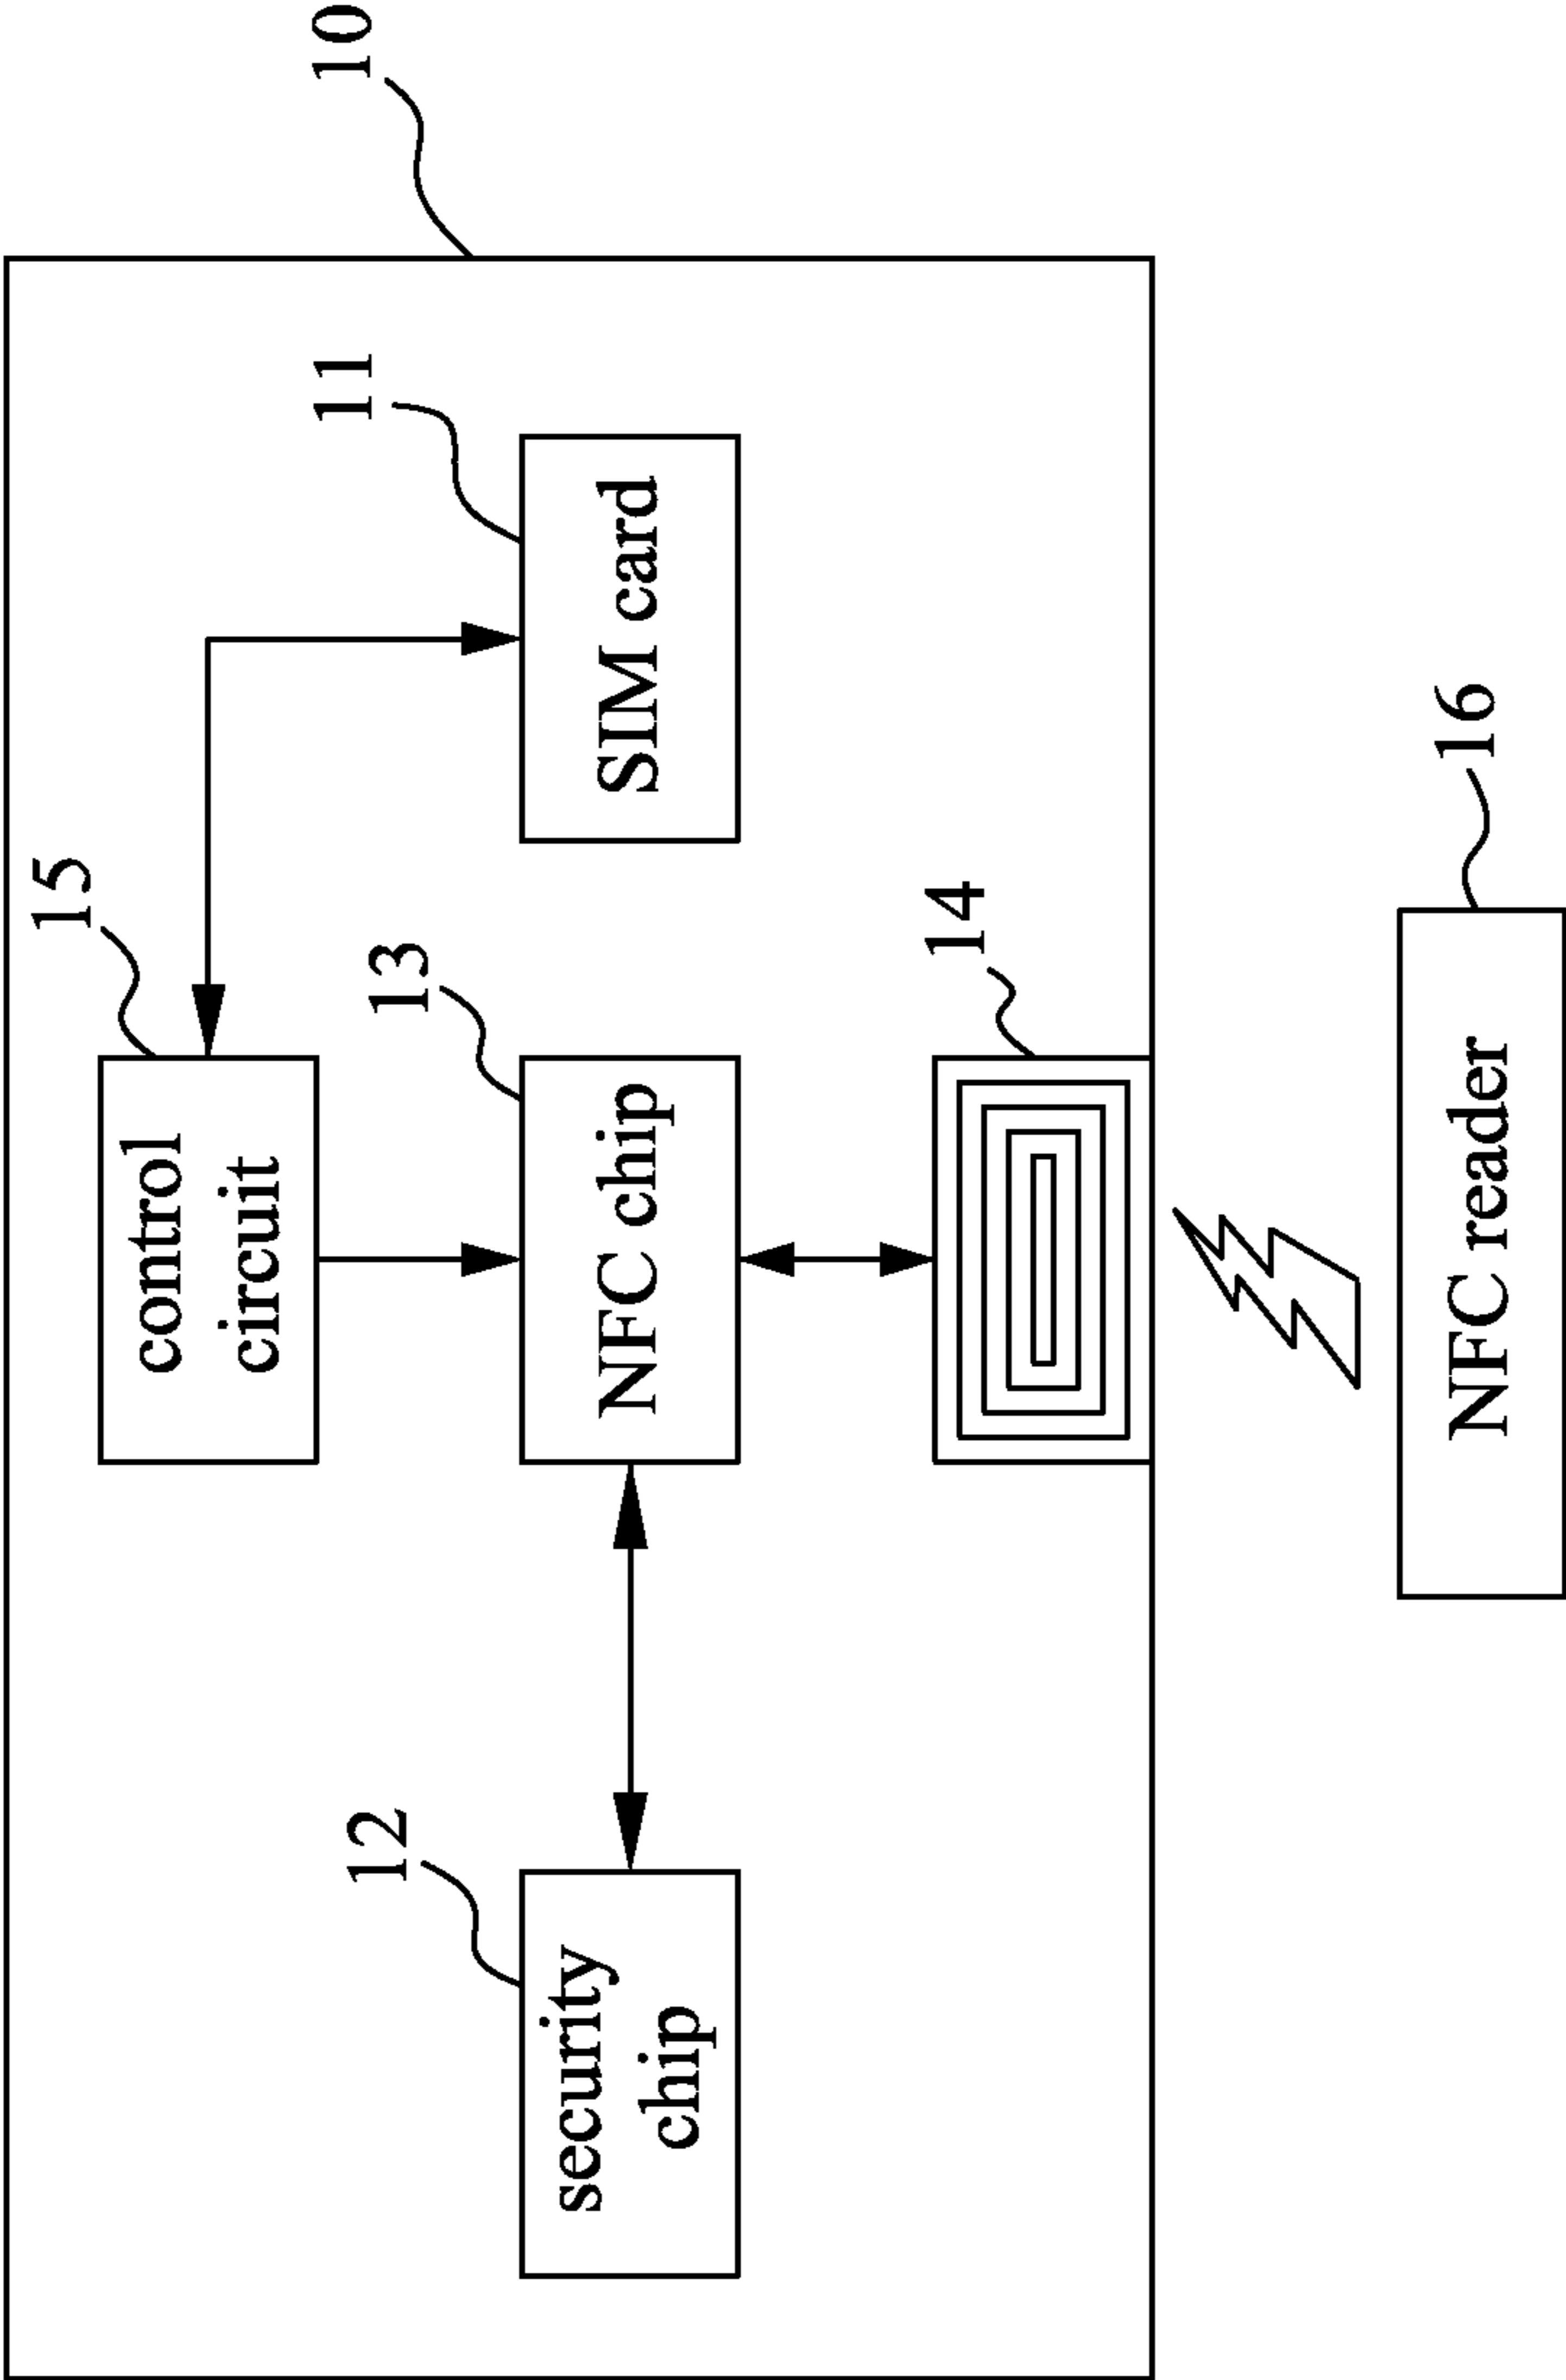 10
15
control
circuit
11
SIM card
13
NFC chip
12
security
chip
14
16
NFC reader